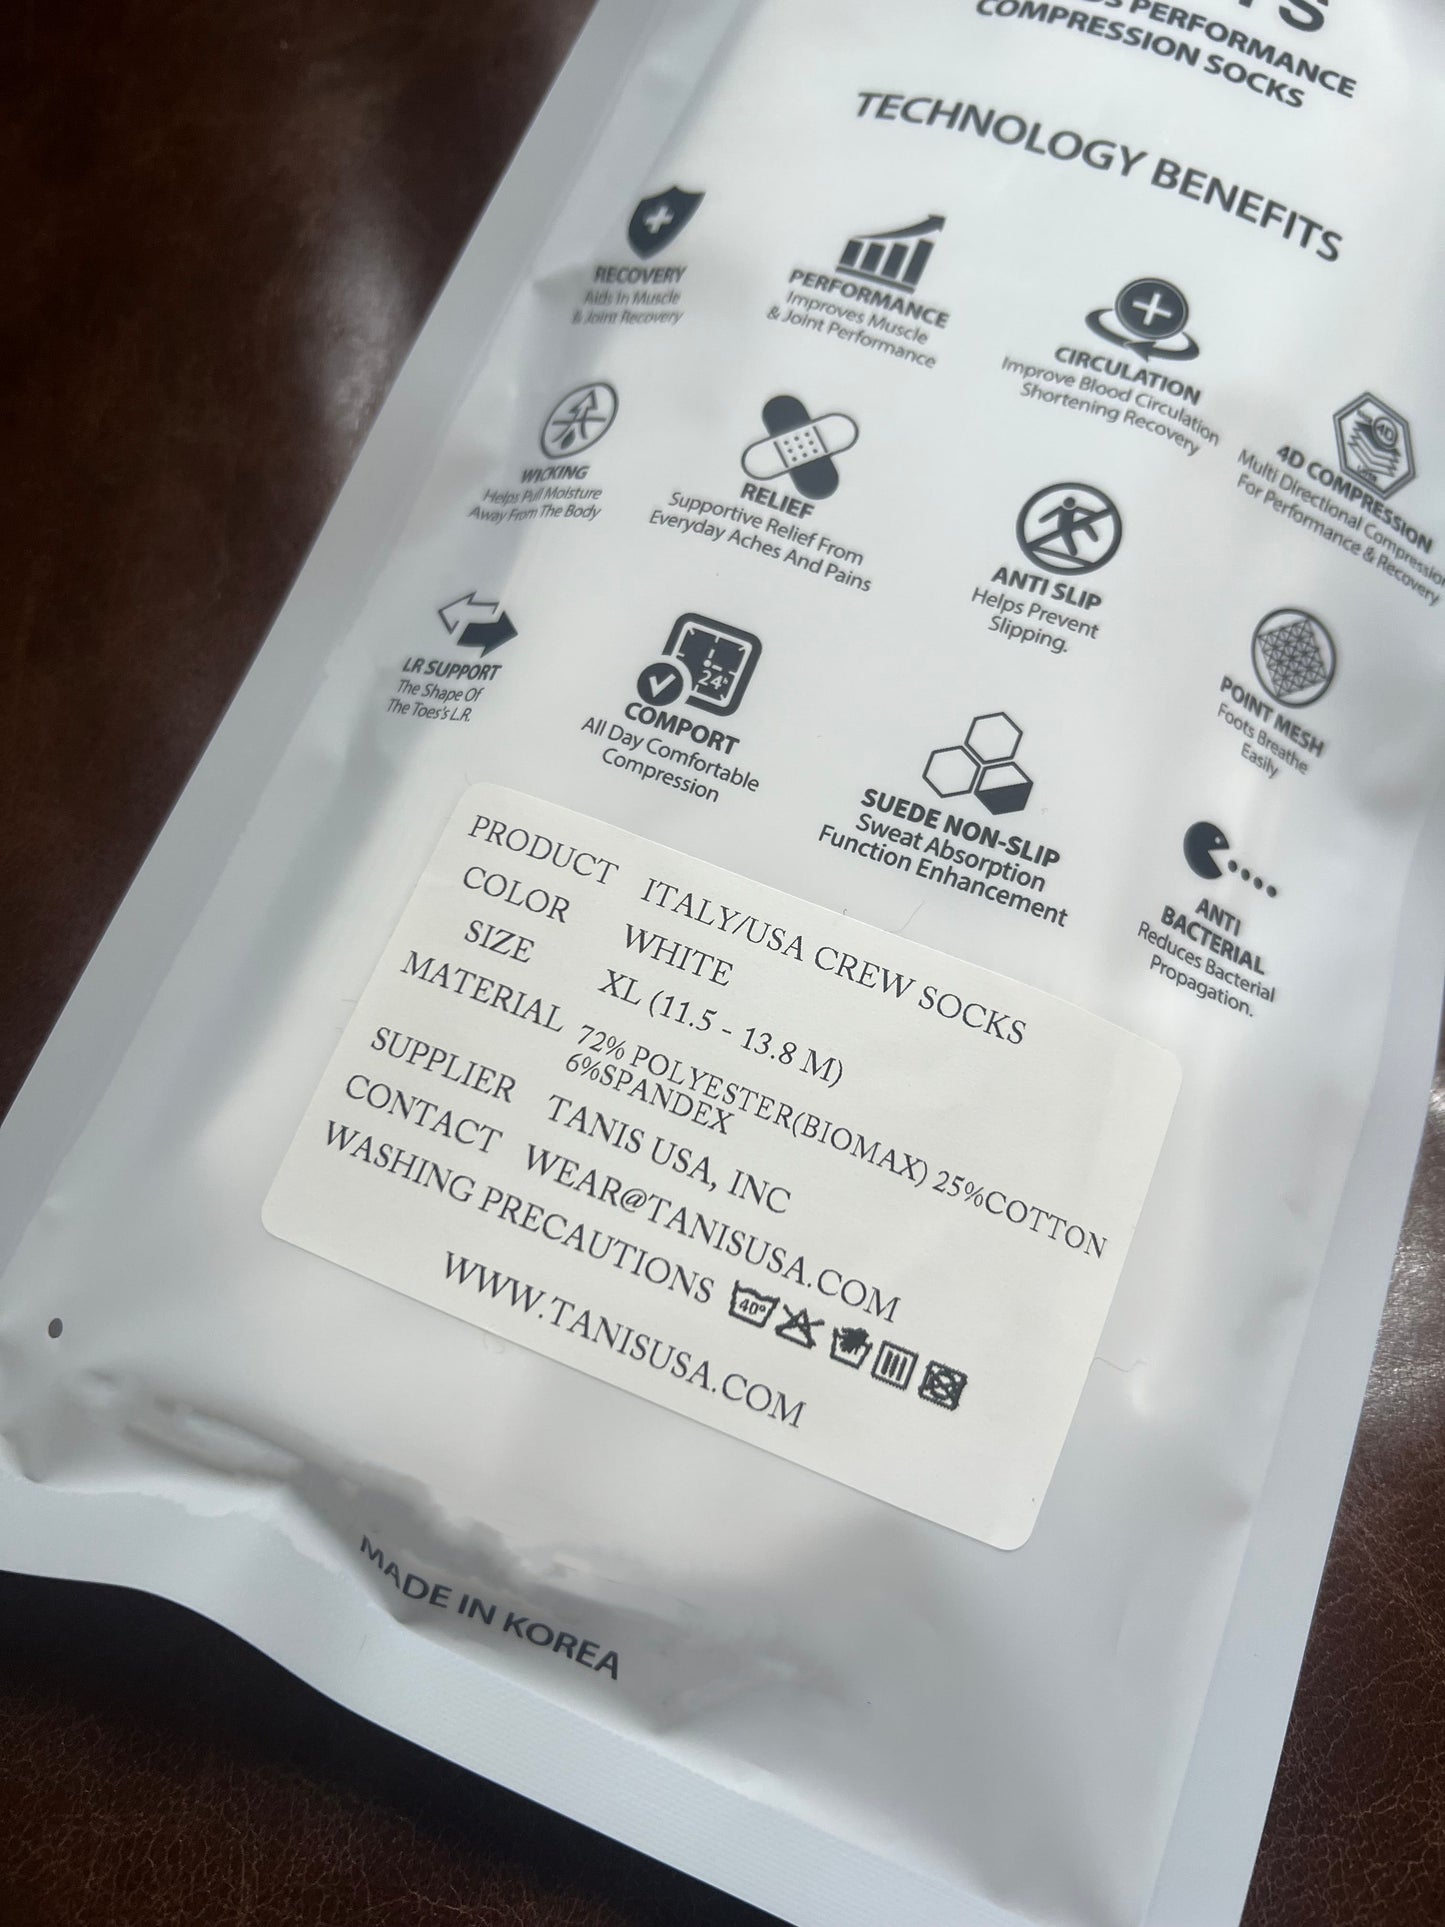 PERFORMANCE
COMPRESSION SOCKS
TECHNOLOGY BENEFITS
RECOVERY
Aids In Muscle
& Joint Recovery
PERFORMANCE
Improves Muscle
& Joint Performance
CIRCULATION
Improve Blood Circulation
Shortening Recovery
4D
4D COMPRESSION
Multi Directional Compression
For Performance & Recovery
WICKING
Helps Pull Moisture
Away From The Body
RELIEF
Supportive Relief From
Everyday Aches And Pains
ANTI SLIP
Helps Prevent
Slipping.
POINT MESH
Foots Breathe
Easily
LR SUPPORT
The Shape Of
The Toes's L.R.
24h
COMPORT
All Day Comfortable
Compression
SUEDE NON-SLIP
Sweat Absorption
Function Enhancement
ANTI
BACTERIAL
Reduces Bacterial
Propagation.
PRODUCT ITALY/USA CREW SOCKS
COLOR WHITE
SIZE XL (11.5 - 13.8 M)
MATERIAL 72% POLYESTER(BIOMAX) 25%COTTON
6%SPANDEX
SUPPLIER TANIS USA, INC
CONTACT WEAR@TANISUSA.COM
WASHING PRECAUTIONS 40°
WWW.TANISUSA.COM
MADE IN KOREA